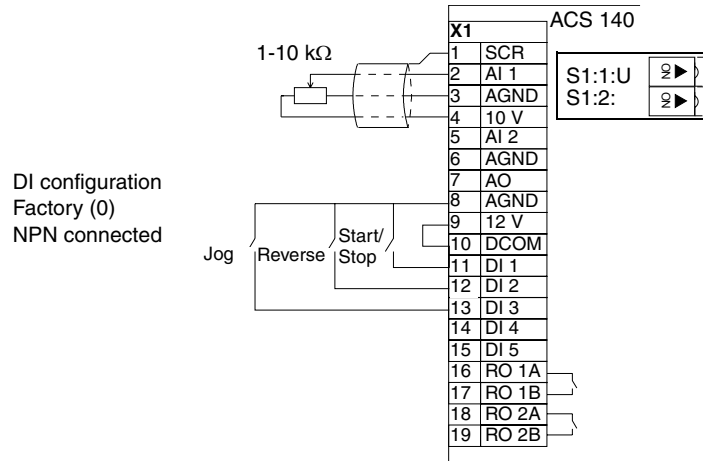 ACS 140
X1
1-10 kΩ
1 SCR
2 AI 1
3 AGND
4 10 V
5 AI 2
6 AGND
7 AO
8 AGND
9 12 V
10 DCOM
11 DI 1
12 DI 2
13 DI 3
14 DI 4
15 DI 5
16 RO 1A
17 RO 1B
18 RO 2A
19 RO 2B
S1:1:U
S1:2:
ON
ON
DI configuration
Factory (0)
NPN connected
Jog
Reverse
Start/
Stop